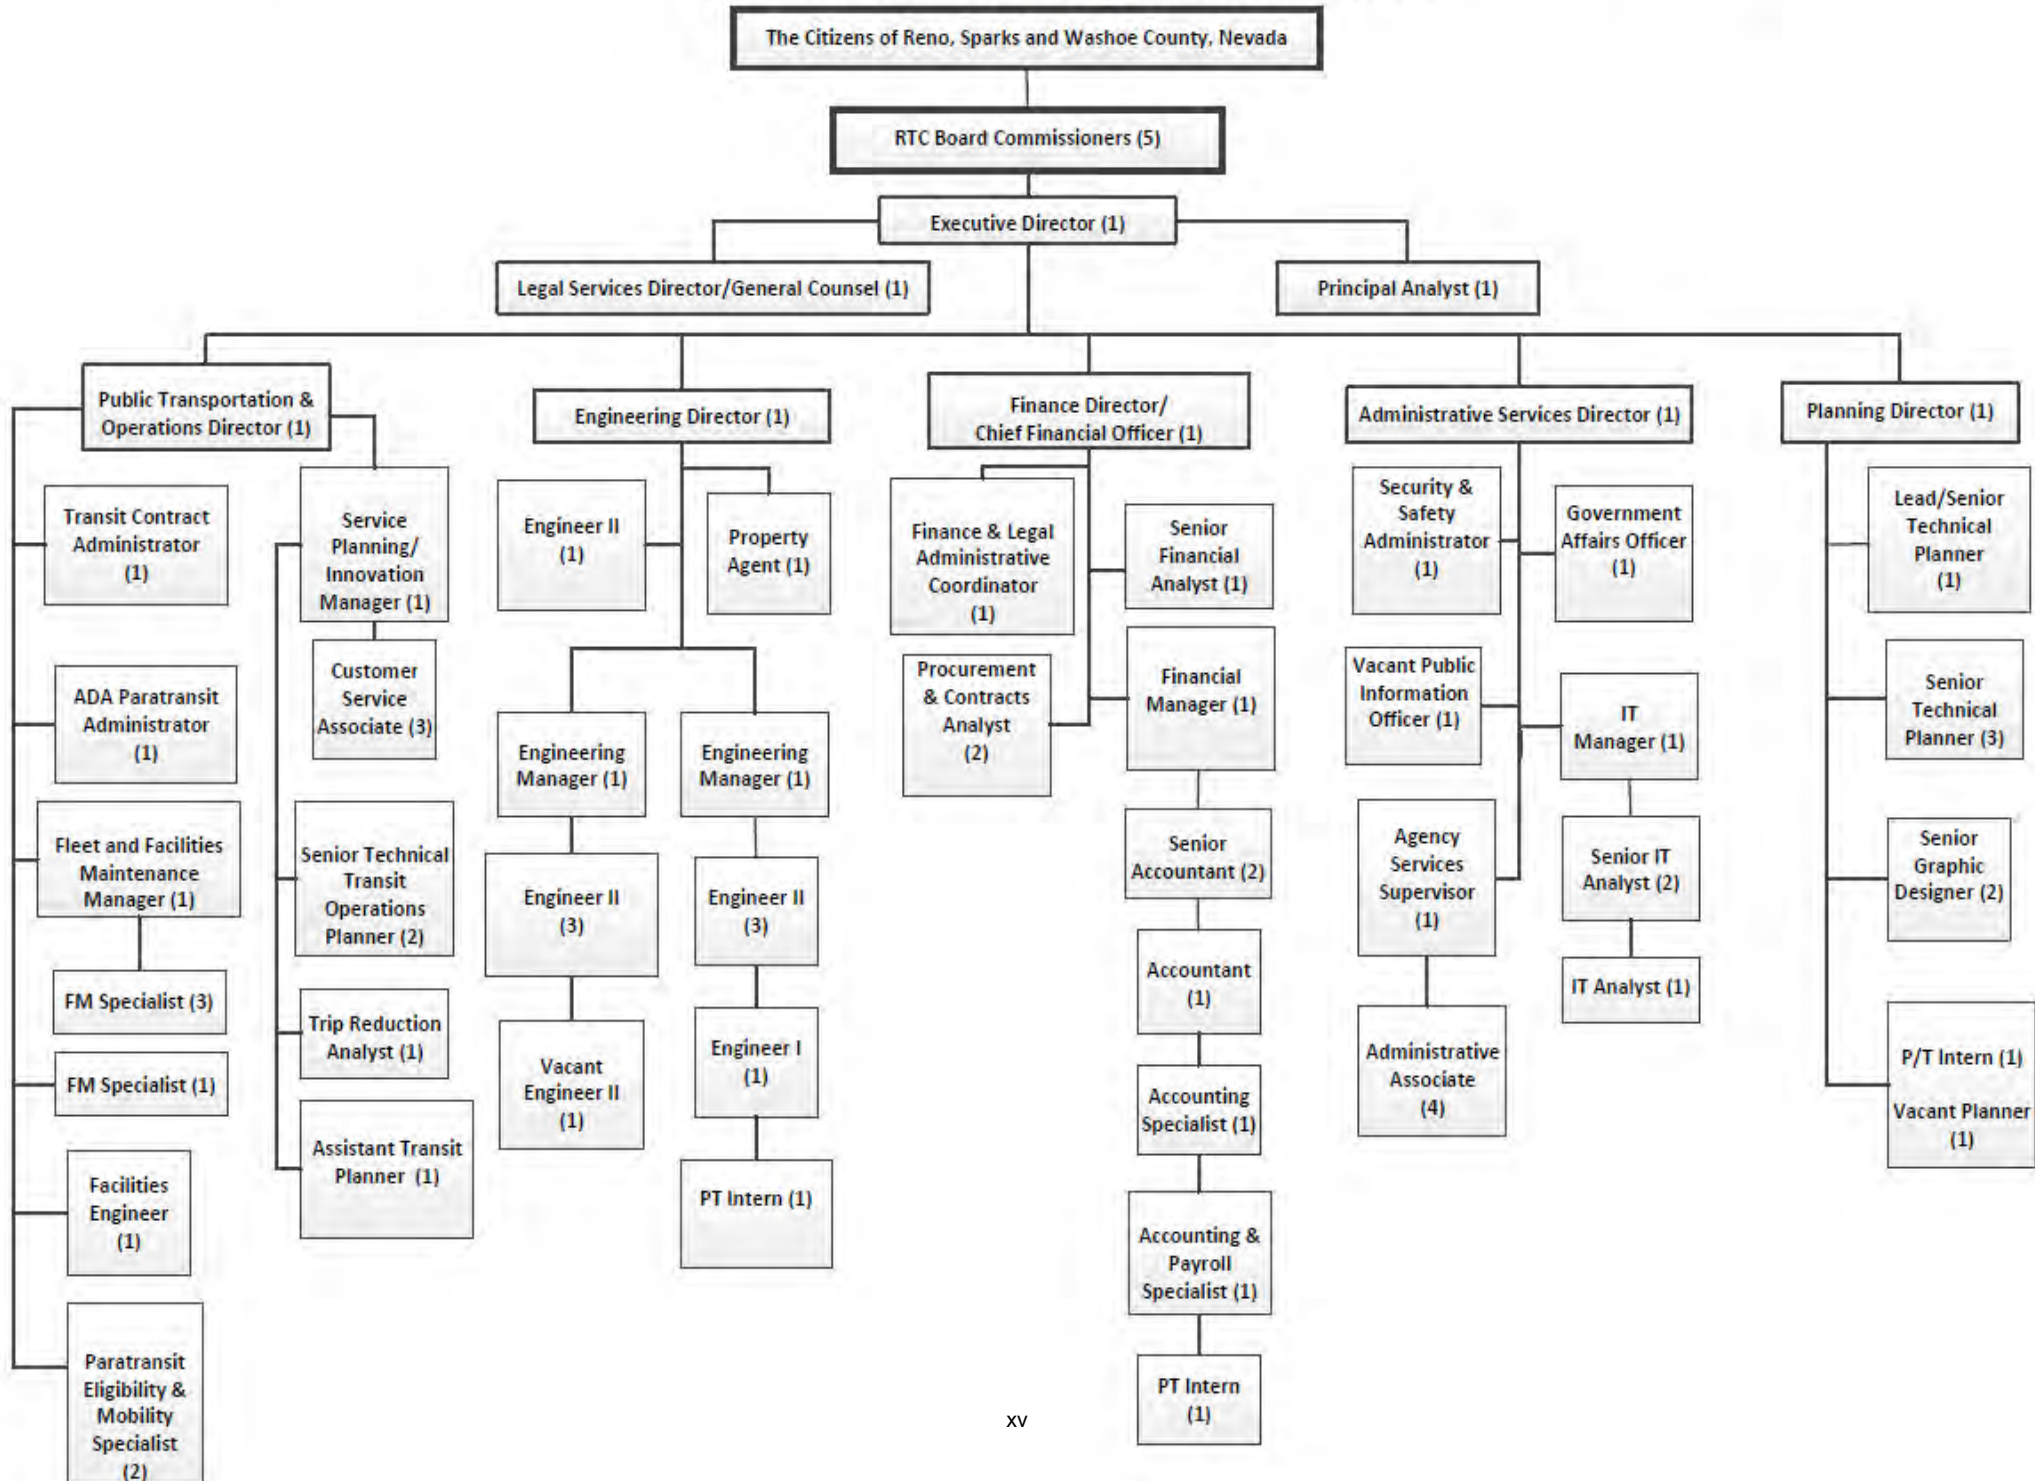 The Citizens of Reno, Sparks and Washoe County, Nevada
RTC Board Commissioners (5)
Executive Director (1)
Legal Services Director/General Counsel (1)
Principal Analyst (1)
Public Transportation &
Operations Director (1)
Transit Contract
Administrator
(1)
ADA Paratransit
Administrator
(1)
Fleet and Facilities
Maintenance
Manager (1)
FM Specialist (3)
FM Specialist (1)
Facilities
Engineer
(1)
Paratransit
Eligibility &
Mobility
Specialist
(2)
Service
Planning/
Innovation
Manager (1)
Customer
Service
Associate (3)
Senior Technical
Transit
Operations
Planner (2)
Trip Reduction
Analyst (1)
Assistant Transit
Planner (1)
Engineering Director (1)
Engineer II
(1)
Property
Agent (1)
Engineering
Manager (1)
Engineer II
(3)
Vacant
Engineer II
(1)
Engineering
Manager (1)
Engineer II
(3)
Engineer I
(1)
PT Intern (1)
Finance Director/
Chief Financial Officer (1)
Finance & Legal
Administrative
Coordinator
(1)
Procurement
& Contracts
Analyst
(2)
Senior
Financial
Analyst (1)
Financial
Manager (1)
Senior
Accountant (2)
Accountant
(1)
Accounting
Specialist (1)
Accounting &
Payroll
Specialist (1)
PT Intern
(1)
Administrative Services Director (1)
Security &
Safety
Administrator
(1)
Government
Affairs Officer
(1)
Vacant Public
Information
Officer (1)
IT
Manager (1)
Agency
Services
Supervisor
(1)
Administrative
Associate
(4)
Senior IT
Analyst (2)
IT Analyst (1)
Planning Director (1)
Lead/Senior
Technical
Planner
(1)
Senior
Technical
Planner (3)
Senior
Graphic
Designer (2)
P/T Intern (1)
Vacant Planner
(1)
xv